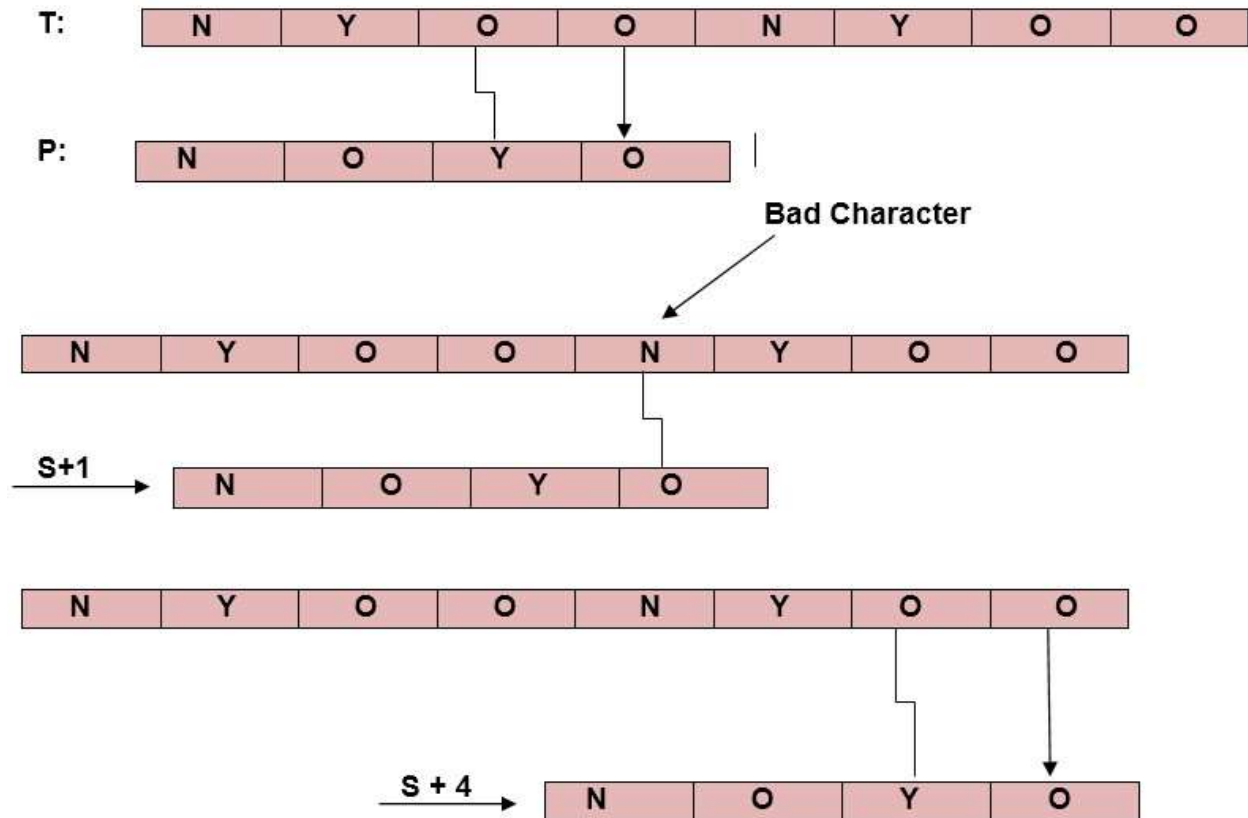 T: N Y O O N Y O O
P: N O Y O
Bad Character
N Y O O N Y O O
S+1 N O Y O
N Y O O N Y O O
S + 4 N O Y O